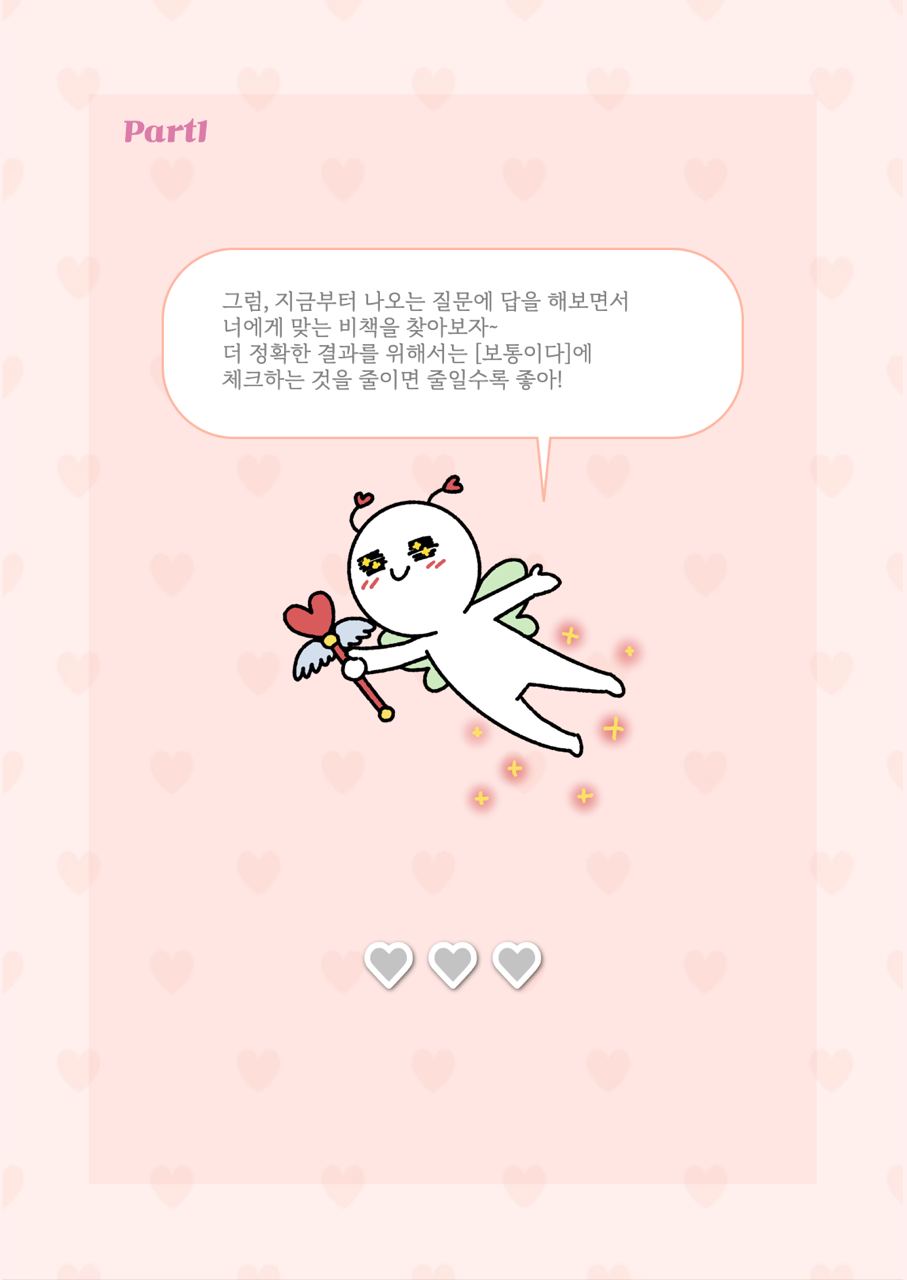 Part1
그럼, 지금부터 나오는 질문에 답을 해보면서
너에게 맞는 비책을 찾아보자~
더 정확한 결과를 위해서는 [보통이다]에
체크하는 것을 줄이면 줄일수록 좋아!